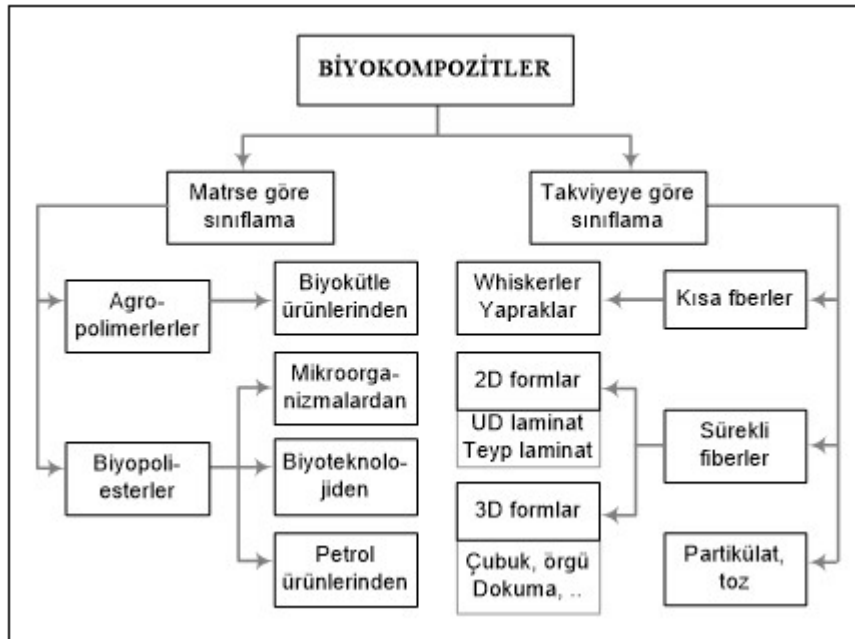 BİYOKOMPOZİTLER
Matrse göre
sınıflama
Takviyeye göre
sınıflama
Agro-
polimerlerler
Biyokütle
ürünlerinden
Whiskerler
Yapraklar
Kısa fberler
Mikroorga-
nizmalardan
2D formlar
UD laminat
Teyp laminat
Biyopoli-
esterler
Biyoteknolo-
jiden
Sürekli
fiberler
3D formlar
Çubuk, örgü
Dokuma, ..
Petrol
ürünlerinden
Partikülat,
toz